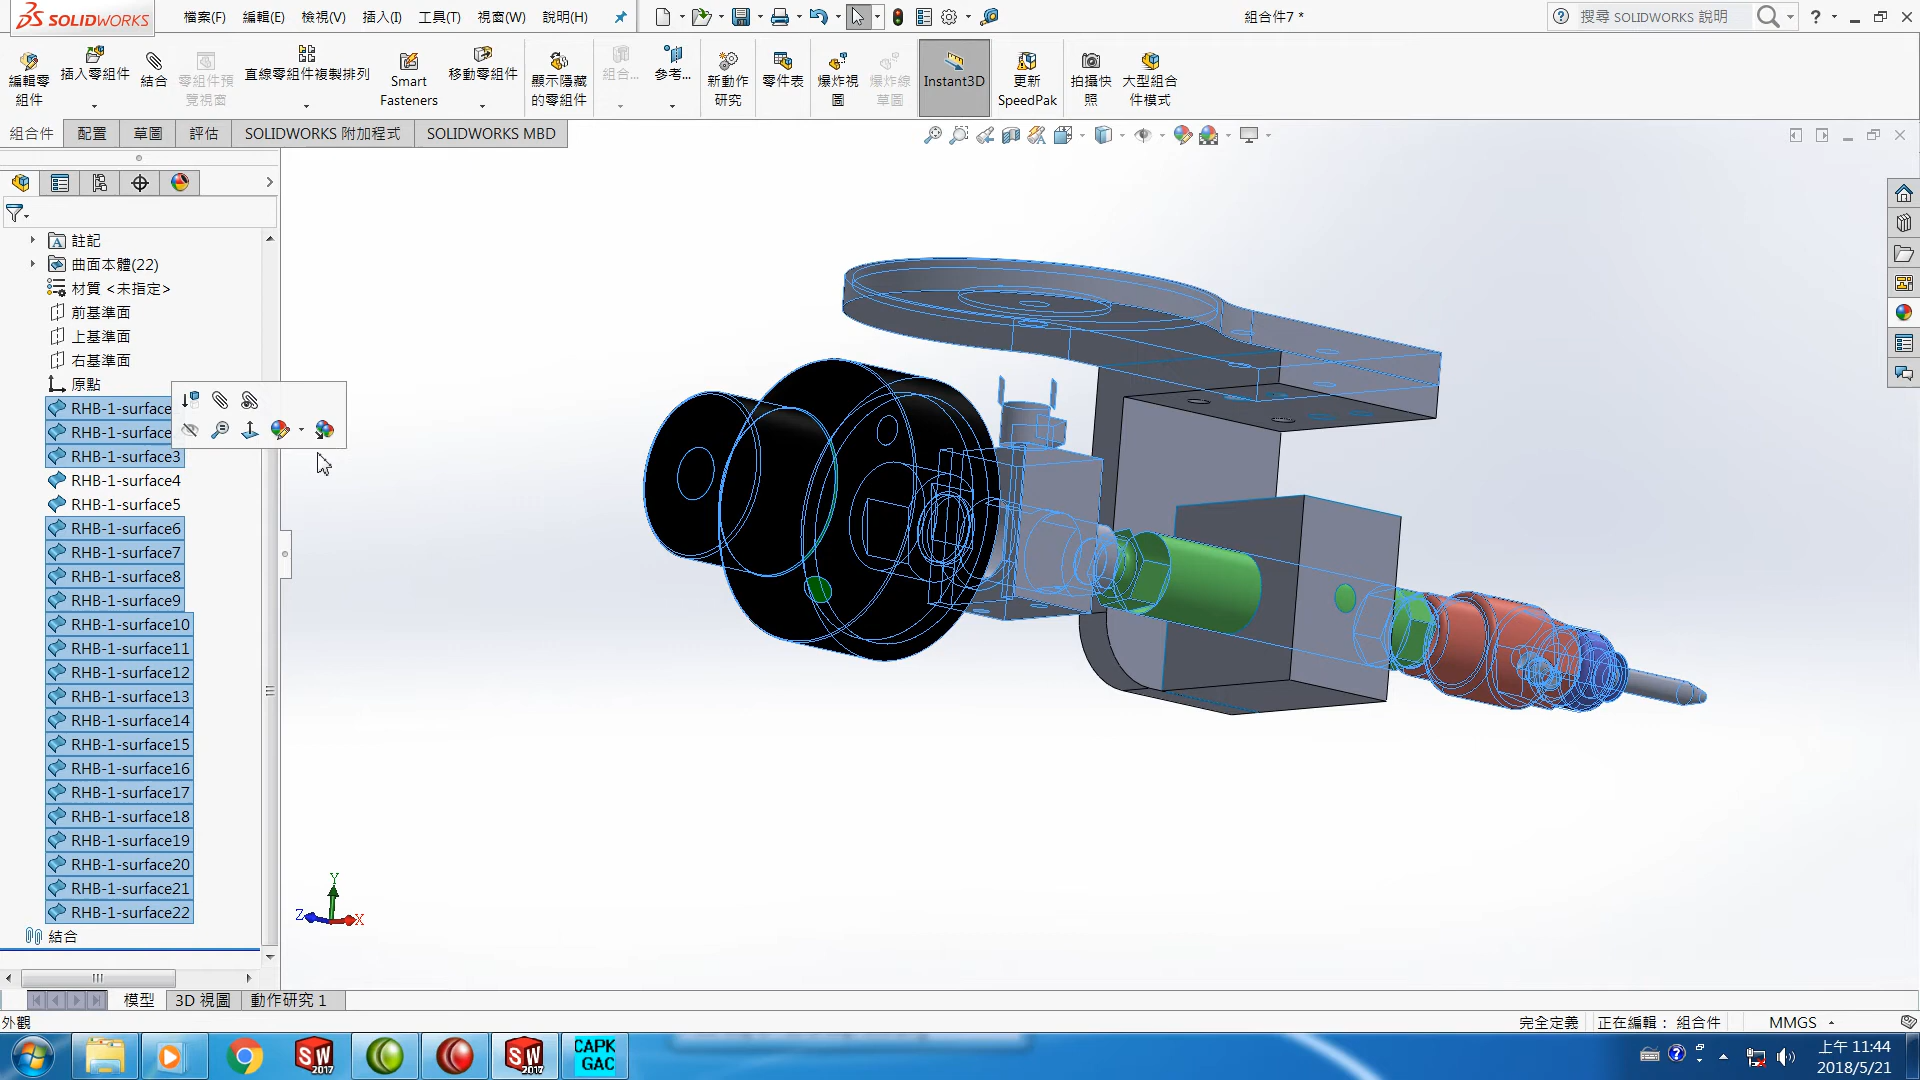 SOLIDWORKS
檔案(F) 編輯(E) 檢視(V) 插入(I) 工具(T) 視窗(W) 說明(H)
組合件7 *
搜尋 SOLIDWORKS 說明
編輯零
組件
插入零組件
結合
零組件預
覽視窗
直線零組件複製排列
Smart
Fasteners
移動零組件
顯示隱藏
的零組件
組合...
參考...
新動作
研究
零件表
爆炸視
圖
爆炸線
草圖
Instant3D
更新
SpeedPak
拍攝快
照
大型組合
件模式
組合件 配置 草圖 評估 SOLIDWORKS 附加程式 SOLIDWORKS MBD
註記
曲面本體(22)
材質 <未指定>
前基準面
上基準面
右基準面
原點
RHB-1-surface
RHB-1-surface
RHB-1-surface3
RHB-1-surface4
RHB-1-surface5
RHB-1-surface6
RHB-1-surface7
RHB-1-surface8
RHB-1-surface9
RHB-1-surface10
RHB-1-surface11
RHB-1-surface12
RHB-1-surface13
RHB-1-surface14
RHB-1-surface15
RHB-1-surface16
RHB-1-surface17
RHB-1-surface18
RHB-1-surface19
RHB-1-surface20
RHB-1-surface21
RHB-1-surface22
結合
Y
Z
X
模型 3D 視圖 動作研究 1
外觀
完全定義 正在編輯： 組合件 MMGS
SW
2017
SW
2017
CAPK
GAC
上午 11:44
2018/5/21